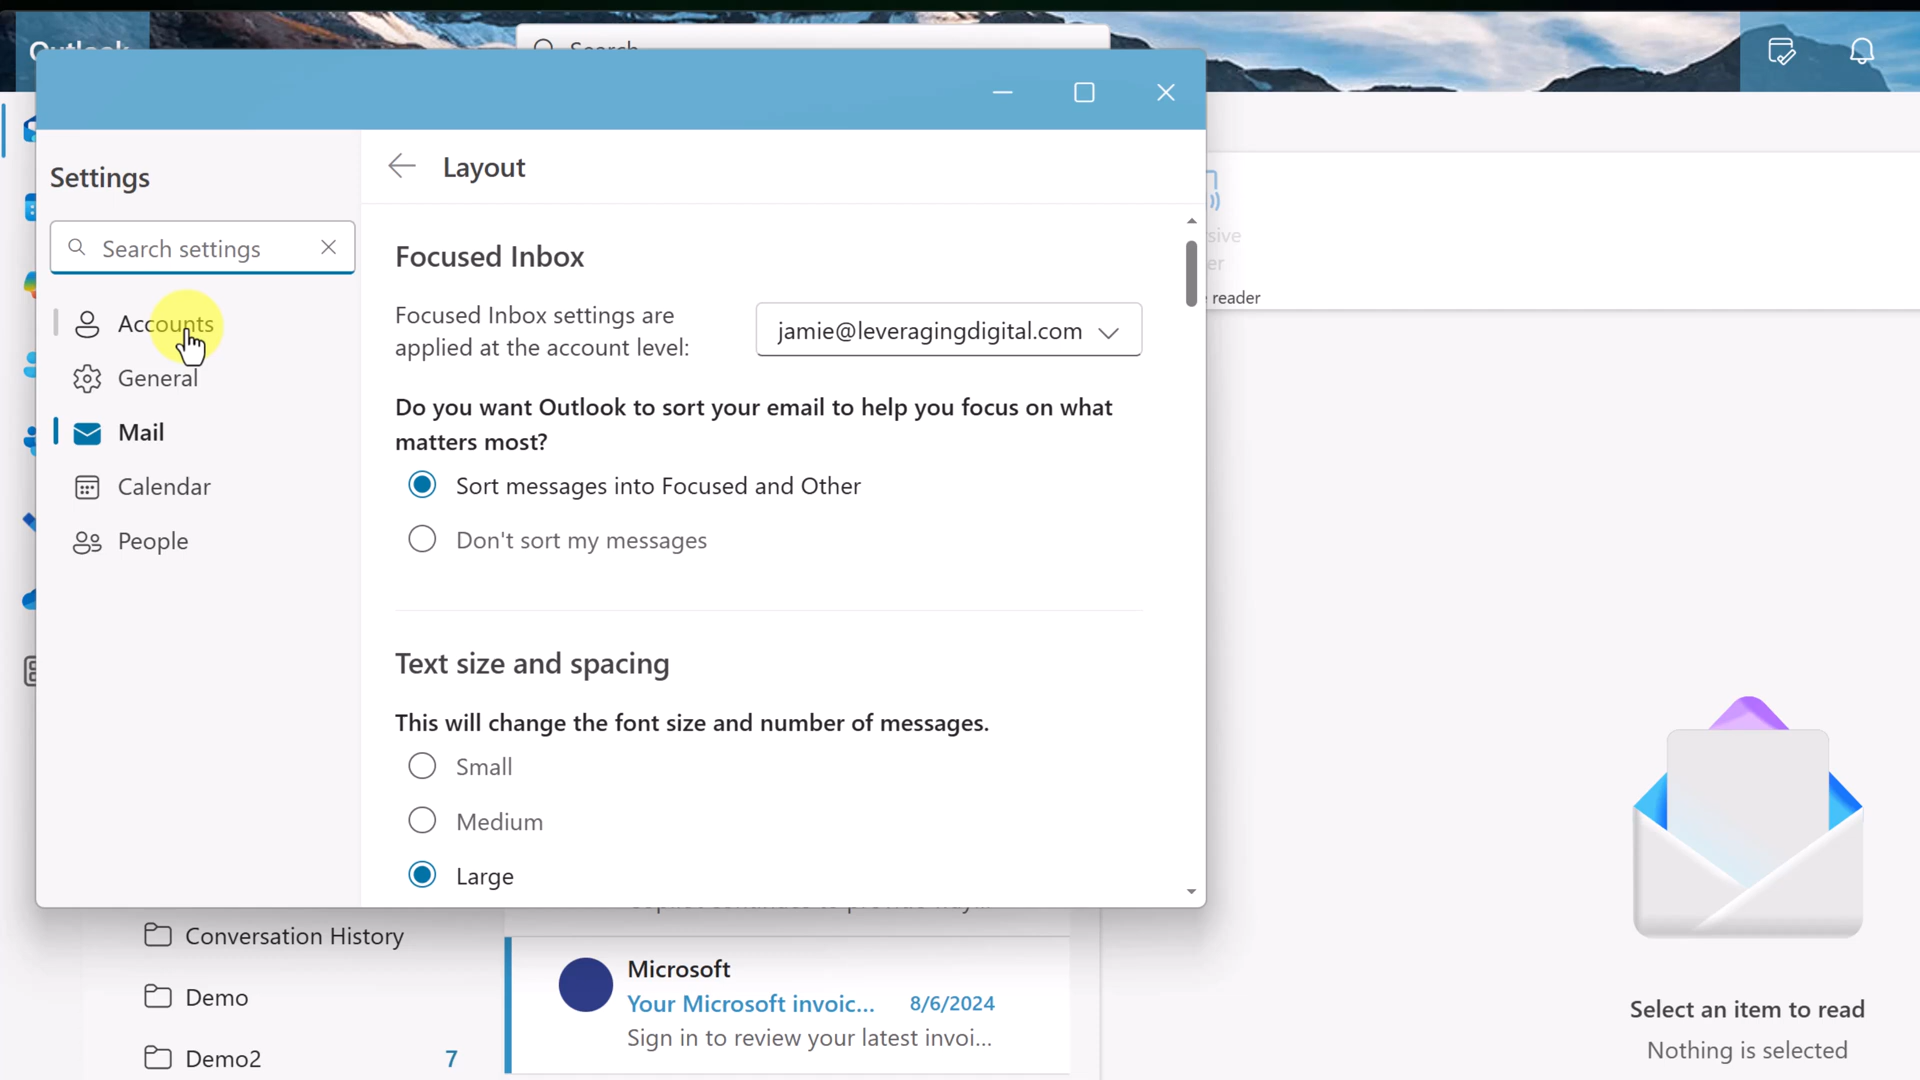 Outlook
Search
Settings
Layout
Search settings
Focused Inbox
Accounts
Focused Inbox settings are
applied at the account level:
jamie@leveragingdigital.com
reader
General
Do you want Outlook to sort your email to help you focus on what
matters most?
Mail
Sort messages into Focused and Other
Calendar
Don't sort my messages
People
Text size and spacing
This will change the font size and number of messages.
Small
Medium
Large
Conversation History
Microsoft
Your Microsoft invoic... 8/6/2024
Sign in to review your latest invoi...
Demo
Demo2 7
Select an item to read
Nothing is selected